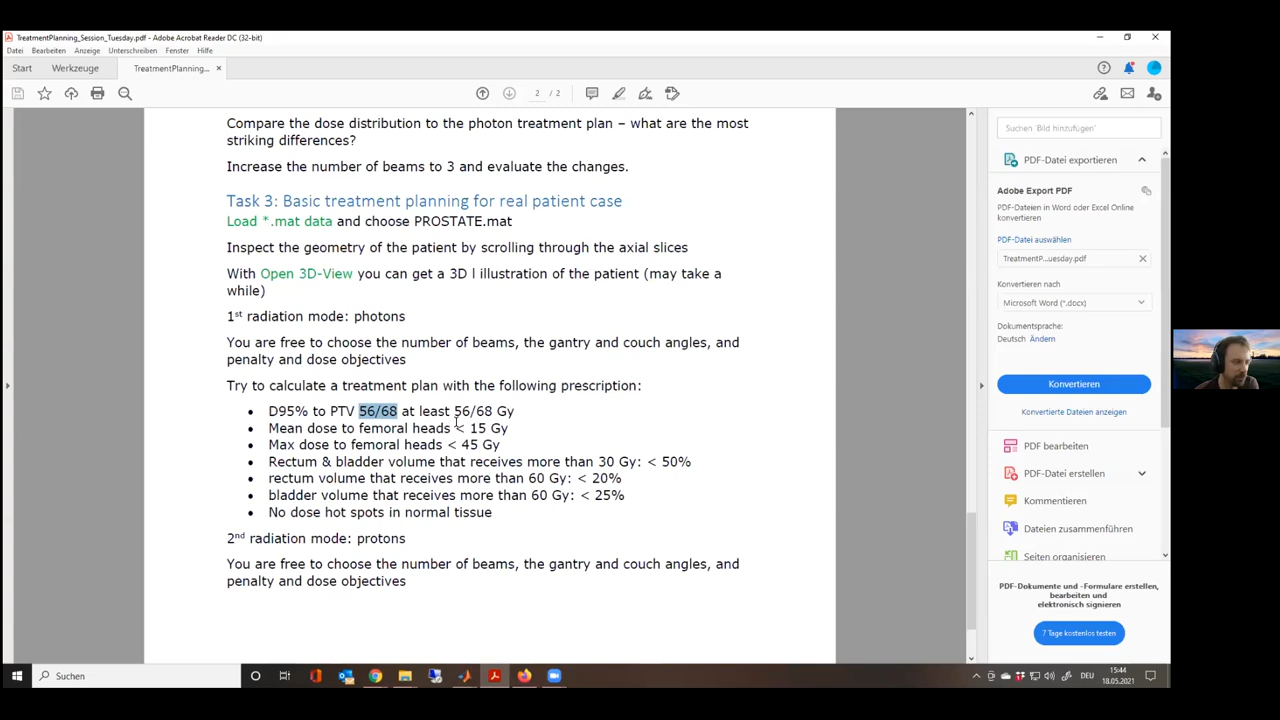 TreatmentPlanning_Session_Tuesday.pdf - Adobe Acrobat Reader DC (32-bit)
Datei Bearbeiten Anzeige Unterschreiben Fenster Hilfe
Start Werkzeuge TreatmentPlanning...
2 / 2
Compare the dose distribution to the photon treatment plan – what are the most
striking differences?
Increase the number of beams to 3 and evaluate the changes.
Task 3: Basic treatment planning for real patient case
Load *.mat data and choose PROSTATE.mat
Inspect the geometry of the patient by scrolling through the axial slices
With Open 3D-View you can get a 3D l illustration of the patient (may take a
while)
1st radiation mode: photons
You are free to choose the number of beams, the gantry and couch angles, and
penalty and dose objectives
Try to calculate a treatment plan with the following prescription:
• D95% to PTV 56/68 at least 56/68 Gy
• Mean dose to femoral heads < 15 Gy
• Max dose to femoral heads < 45 Gy
• Rectum & bladder volume that receives more than 30 Gy: < 50%
• rectum volume that receives more than 60 Gy: < 20%
• bladder volume that receives more than 60 Gy: < 25%
• No dose hot spots in normal tissue
2nd radiation mode: protons
You are free to choose the number of beams, the gantry and couch angles, and
penalty and dose objectives
Suchen 'Bild hinzufügen'
PDF-Datei exportieren
Adobe Export PDF
PDF-Dateien in Word oder Excel Online
konvertieren
PDF-Datei auswählen
TreatmentP...uesday.pdf
Konvertieren nach
Microsoft Word (*.docx)
Dokumentsprache:
Deutsch Ändern
Konvertieren
Konvertierte Dateien anzeigen
PDF bearbeiten
PDF-Datei erstellen
Kommentieren
Dateien zusammenführen
Seiten organisieren
PDF-Dokumente und -Formulare erstellen,
bearbeiten und
elektronisch signieren
7 Tage kostenlos testen
Suchen
DEU
15:44
18.05.2021